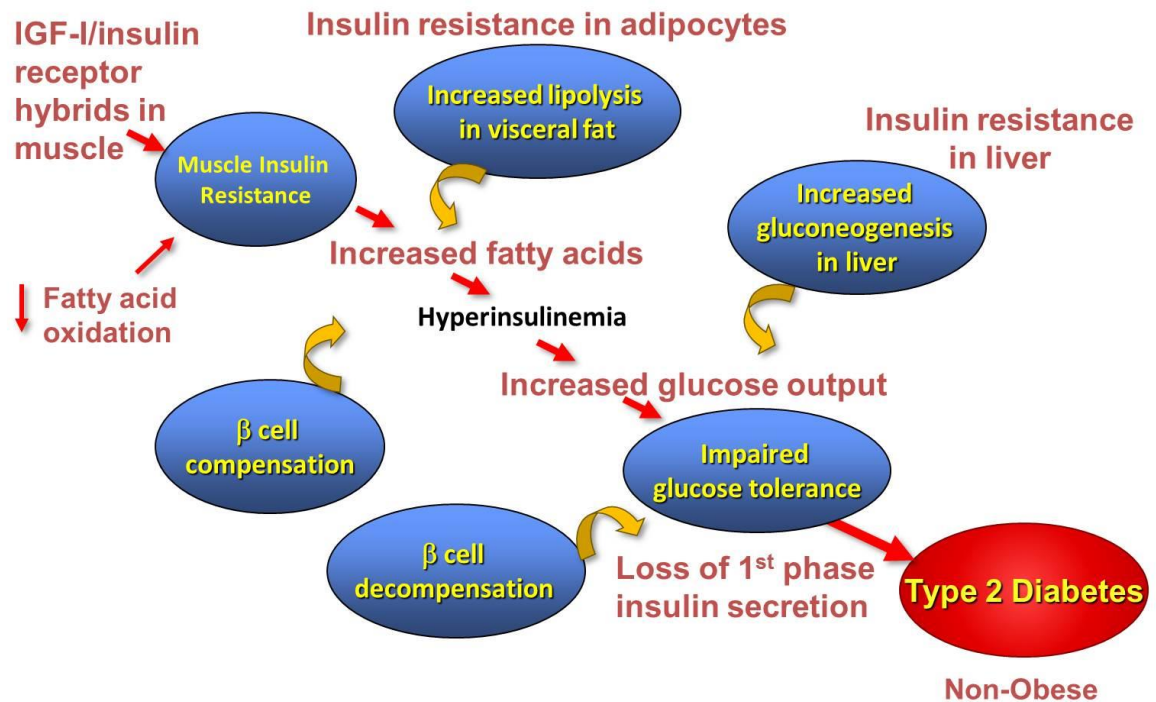 IGF-I/insulin
receptor
hybrids in
muscle
Insulin resistance in adipocytes
Increased lipolysis
in visceral fat
Insulin resistance
in liver
Muscle Insulin
Resistance
Increased
gluconeogenesis
in liver
Increased fatty acids
Fatty acid
oxidation
Hyperinsulinemia
Increased glucose output
β cell
compensation
Impaired
glucose tolerance
β cell
decompensation
Loss of 1st phase
insulin secretion
Type 2 Diabetes
Non-Obese